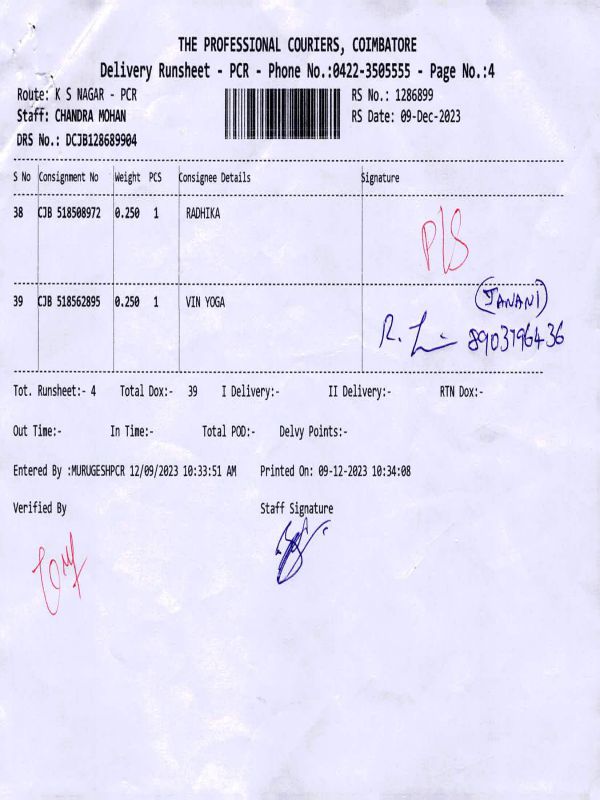 THE PROFESSIONAL COURIERS, COIMBATORE
Delivery Runsheet - PCR - Phone No.:0422-3505555 - Page No.:4
Route: K S NAGAR - PCR RS No.: 1286899
Staff: CHANDRA MOHAN RS Date: 09-Dec-2023
DRS No.: DCJB128689904
S No Consignment No Weight PCS Consignee Details Signature
38 CJB 518508972 0.250 1 RADHIKA P/S
39 CJB 518562895 0.250 1 VIN YOGA (JANANI)
R. 8903796436
Tot. Runsheet:- 4 Total Dox:- 39 I Delivery:- II Delivery:- RTN Dox:-
Out Time:- In Time:- Total POD:- Delvy Points:-
Entered By :MURUGESHPCR 12/09/2023 10:33:51 AM Printed On: 09-12-2023 10:34:08
Verified By Staff Signature